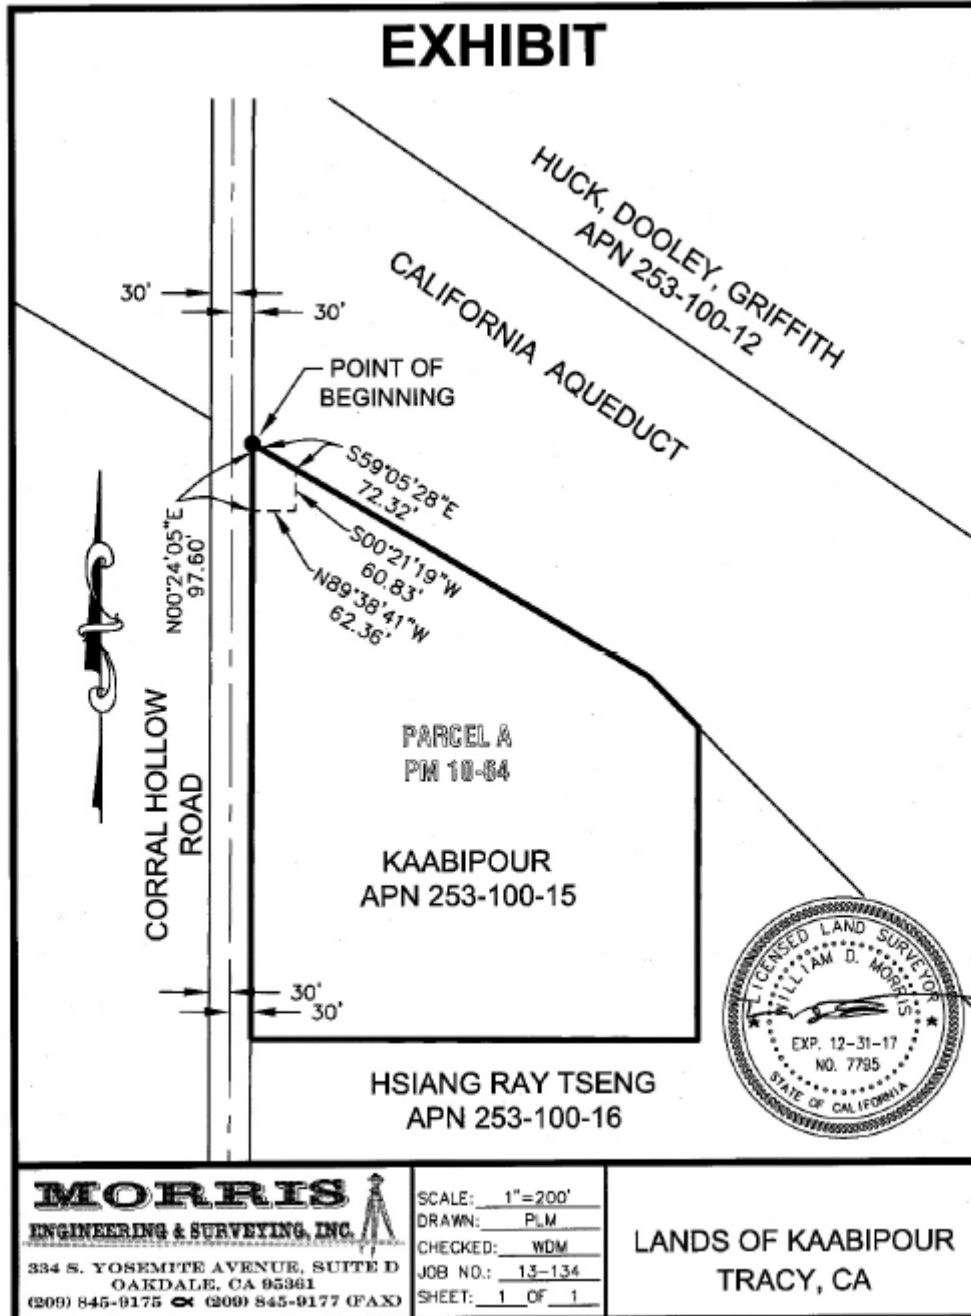 EXHIBIT
HUCK, DOOLEY, GRIFFITH
APN 253-100-12
CALIFORNIA AQUEDUCT
30'
30'
POINT OF
BEGINNING
S59°05'28"E
72.32'
S00°21'19"W
60.83'
N89°38'41"W
62.36'
N00°24'05"E
97.60'
CORRAL HOLLOW
ROAD
PARCEL A
PM 10-64
KAABIPOUR
APN 253-100-15
30'
30'
HSIANG RAY TSENG
APN 253-100-16
LICENSED LAND SURVEYOR
WILLIAM D. MORRIS
EXP. 12-31-17
NO. 7795
STATE OF CALIFORNIA
MORRIS
ENGINEERING & SURVEYING, INC.
334 S. YOSEMITE AVENUE, SUITE D
OAKDALE, CA 95361
(209) 845-9175 (209) 845-9177 (FAX)
SCALE: 1"=200'
DRAWN: PLM
CHECKED: WDM
JOB NO.: 13-134
SHEET: 1 OF 1
LANDS OF KAABIPOUR
TRACY, CA